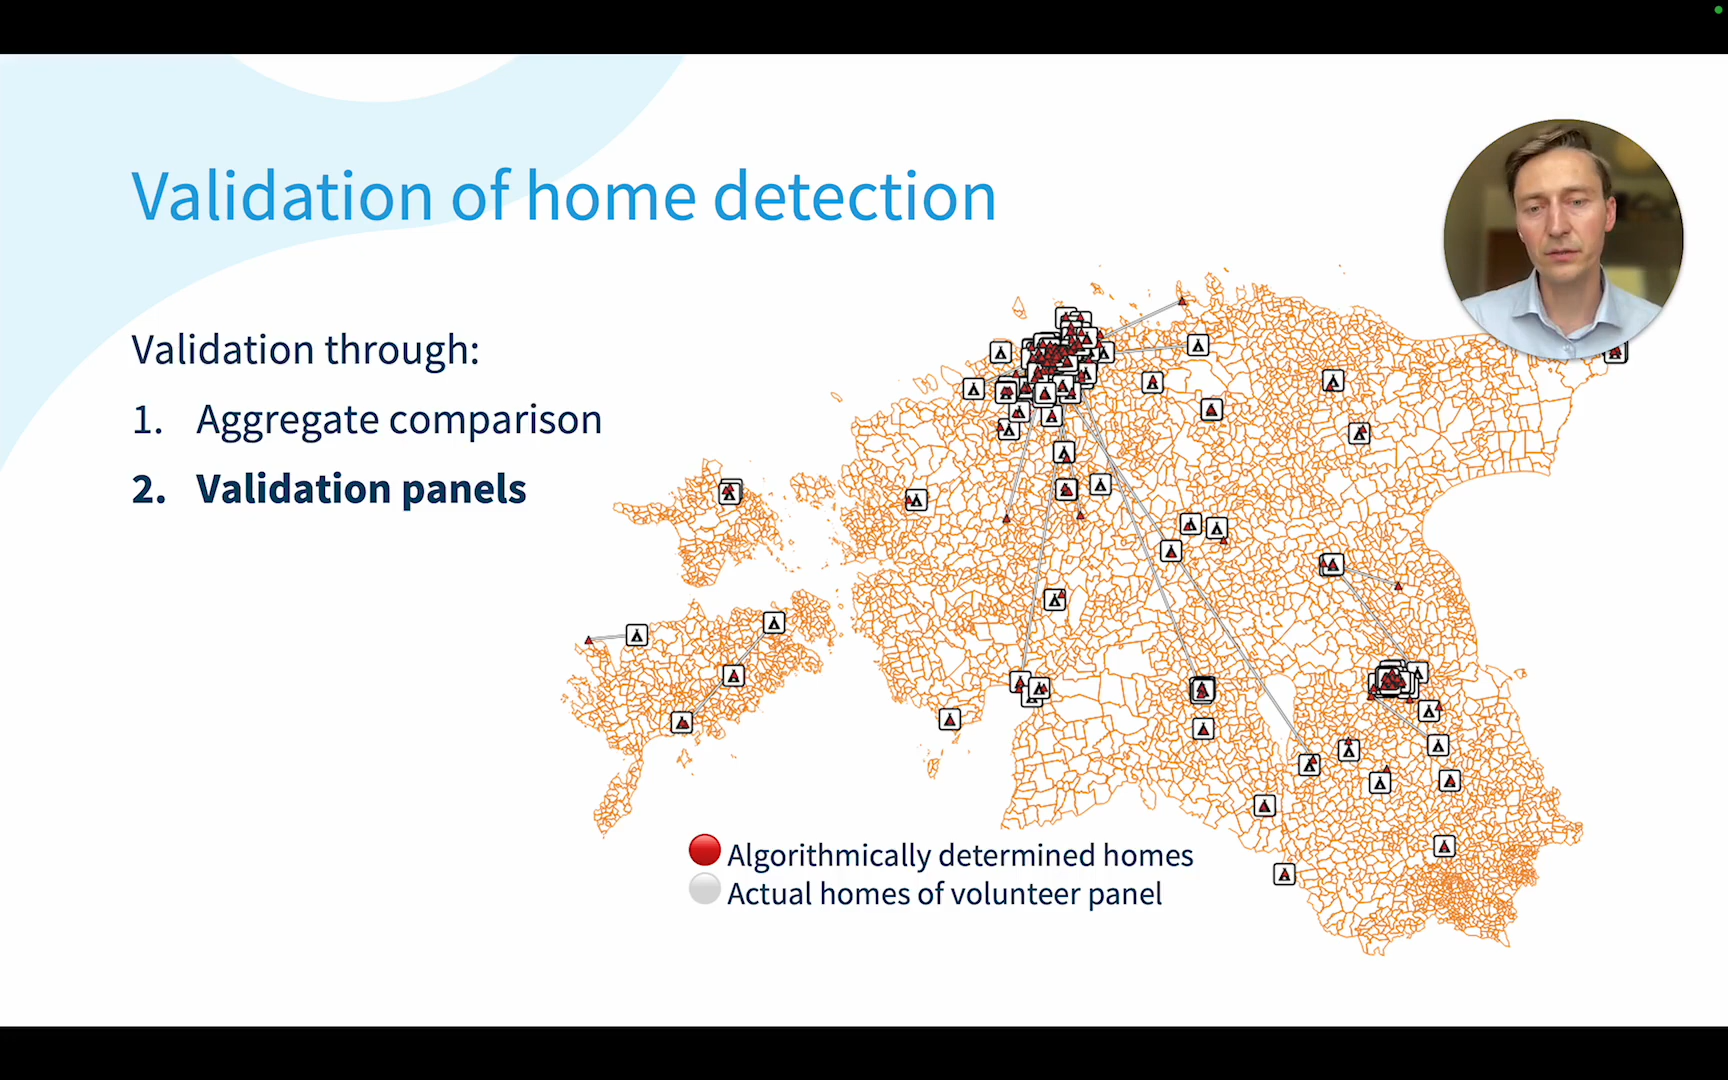 Validation of home detection
Validation through:
1. Aggregate comparison
2. Validation panels
Algorithmically determined homes
Actual homes of volunteer panel